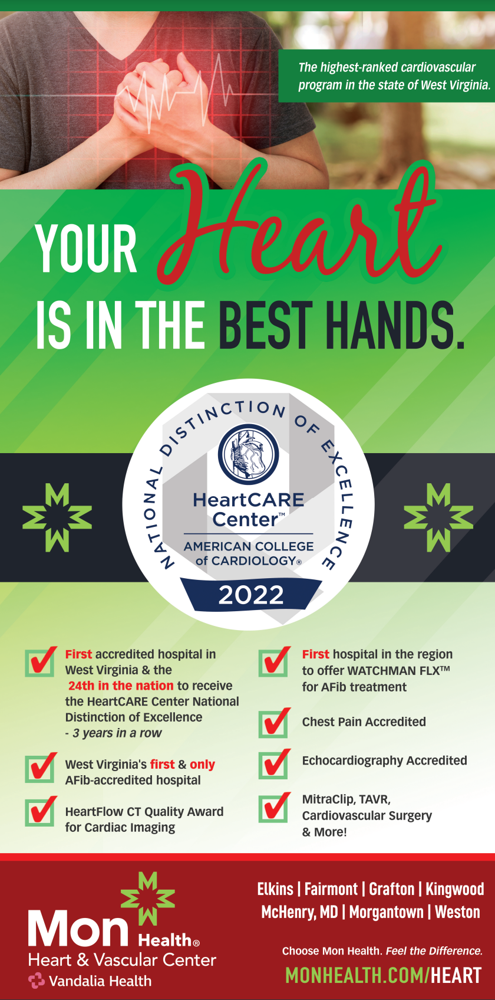 The highest-ranked cardiovascular
program in the state of West Virginia.
YOUR Heart
IS IN THE BEST HANDS.
NATIONAL DISTINCTION OF EXCELLENCE
HeartCARE
Center™
AMERICAN COLLEGE
of CARDIOLOGY®
2022
First accredited hospital in
West Virginia & the
24th in the nation to receive
the HeartCARE Center National
Distinction of Excellence
- 3 years in a row
West Virginia's first & only
AFib-accredited hospital
HeartFlow CT Quality Award
for Cardiac Imaging
First hospital in the region
to offer WATCHMAN FLX™
for AFib treatment
Chest Pain Accredited
Echocardiography Accredited
MitraClip, TAVR,
Cardiovascular Surgery
& More!
Mon Health®
Heart & Vascular Center
Vandalia Health
Elkins | Fairmont | Grafton | Kingwood
McHenry, MD | Morgantown | Weston
Choose Mon Health. Feel the Difference.
MONHEALTH.COM/HEART